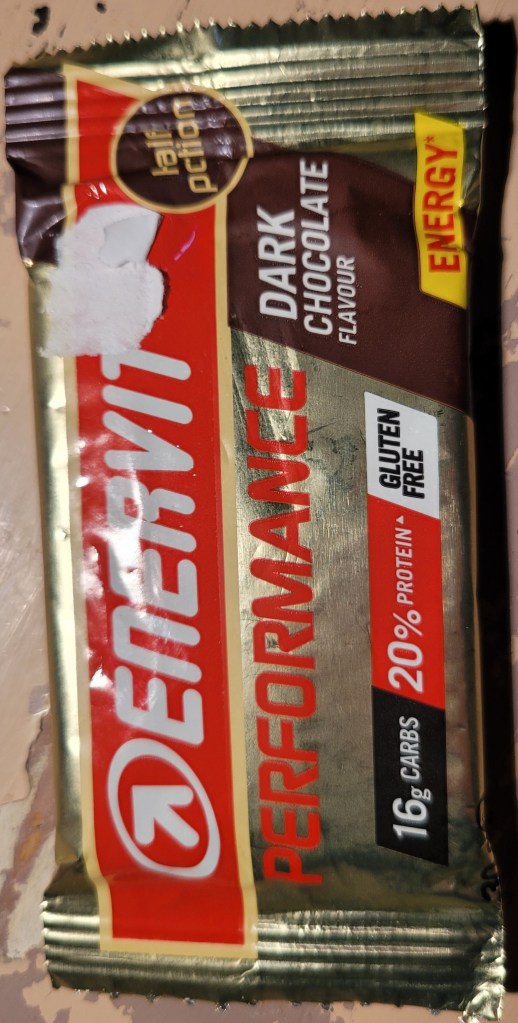 half
portion
ENERVIT
PERFORMANCE
DARK
CHOCOLATE
FLAVOUR
ENERGY*
16g CARBS
20% PROTEIN▲
GLUTEN
FREE